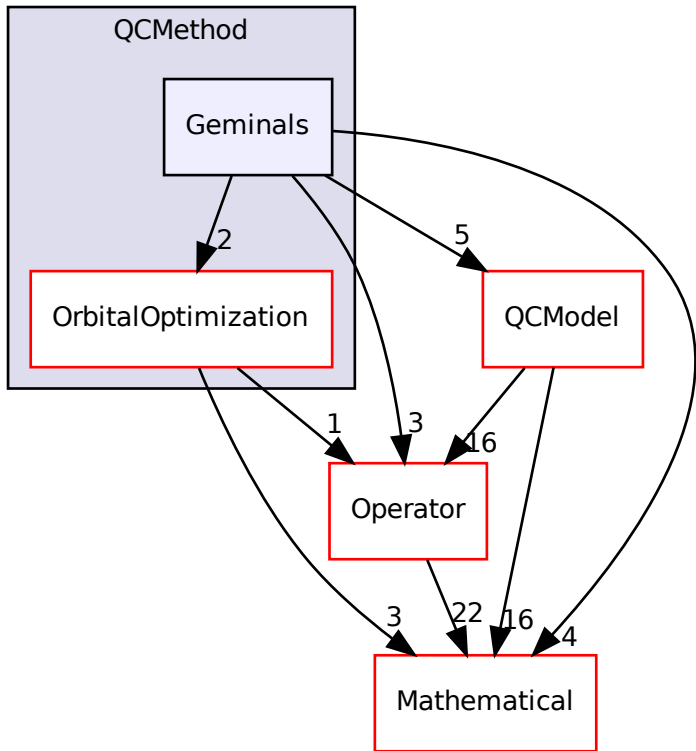 QCMethod
Geminals
2
5
OrbitalOptimization
QCModel
1
3
16
Operator
3
22
16
4
Mathematical